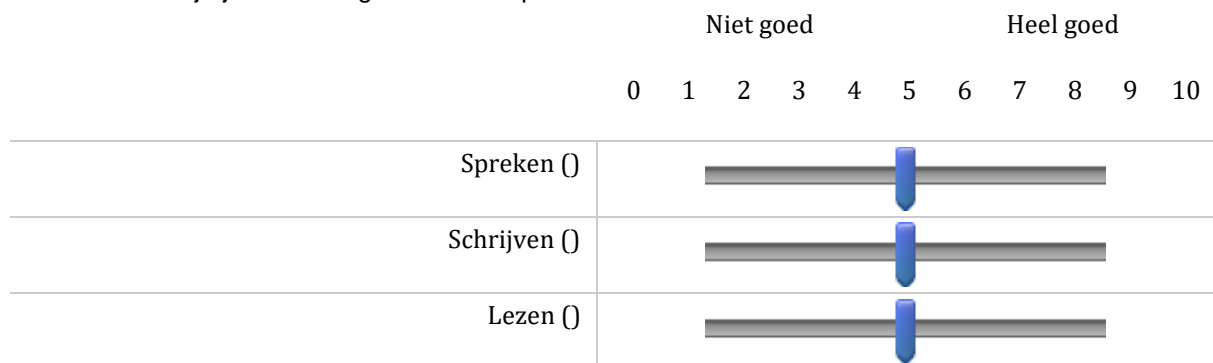 Niet goed Heel goed
0 1 2 3 4 5 6 7 8 9 10
Spreken ()
Schrijven ()
Lezen ()